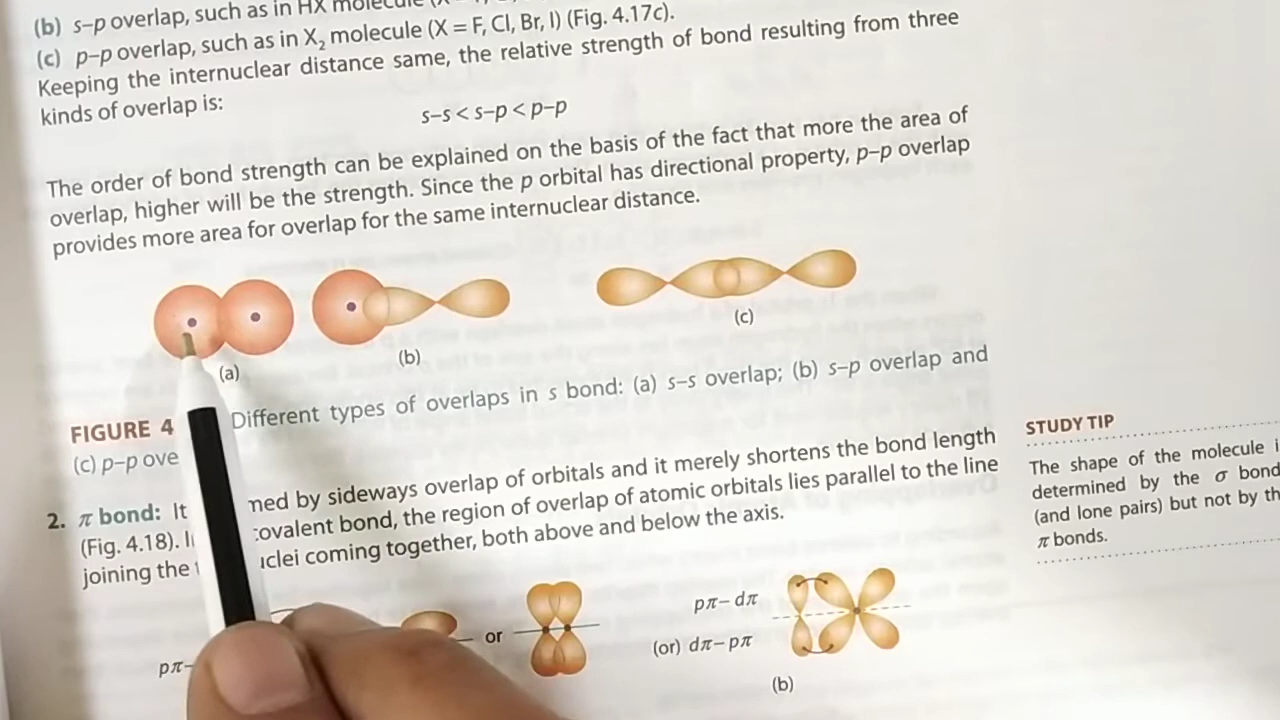 (b) s–p overlap, such as in HX molecule (X =
(c) p–p overlap, such as in X₂ molecule (X = F, Cl, Br, I) (Fig. 4.17c).
Keeping the internuclear distance same, the relative strength of bond resulting from three
kinds of overlap is:
s–s < s–p < p–p
The order of bond strength can be explained on the basis of the fact that more the area of
overlap, higher will be the strength. Since the p orbital has directional property, p–p overlap
provides more area for overlap for the same internuclear distance.
(a)
(b)
(c)
FIGURE 4 Different types of overlaps in s bond: (a) s–s overlap; (b) s–p overlap and
(c) p–p ove
2. π bond: It med by sideways overlap of orbitals and it merely shortens the bond length
(Fig. 4.18). ovalent bond, the region of overlap of atomic orbitals lies parallel to the line
joining the clei coming together, both above and below the axis.
pπ–
or
pπ–dπ
(or) dπ–pπ
(b)
STUDY TIP
The shape of the molecule i
determined by the σ bond
(and lone pairs) but not by th
π bonds.